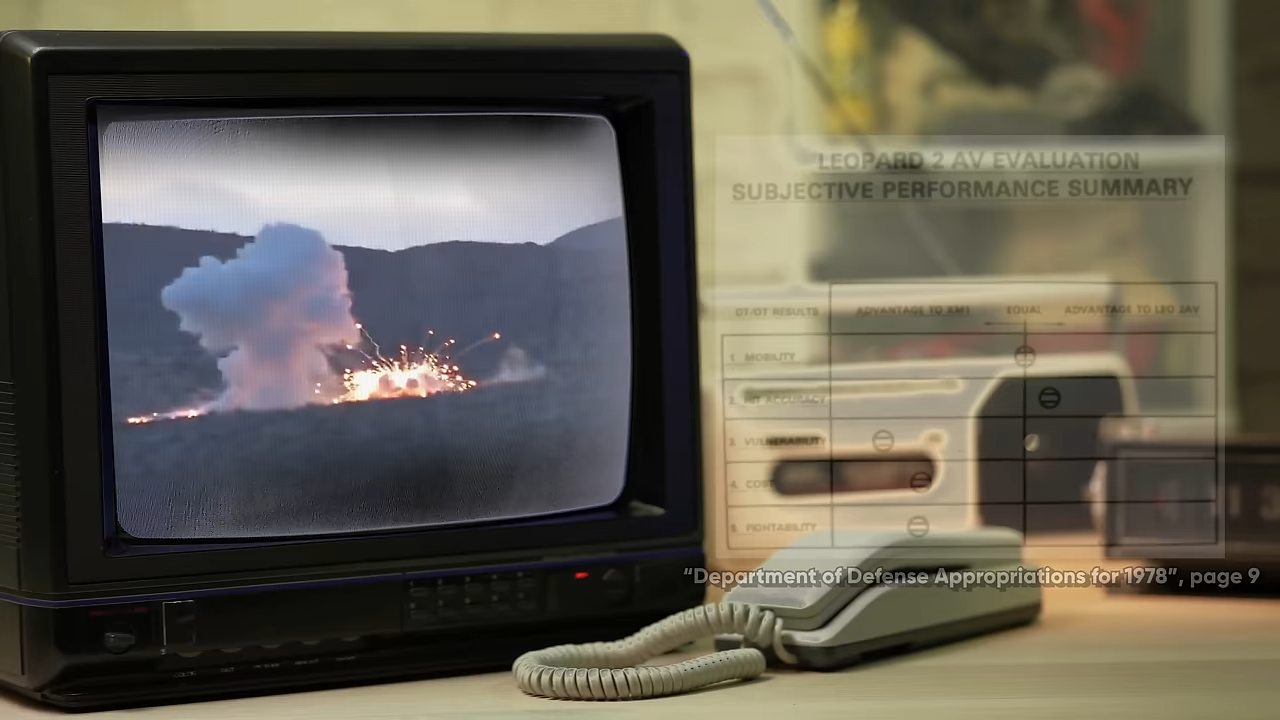 LEOPARD 2 AV EVALUATION
SUBJECTIVE PERFORMANCE SUMMARY
DT/OT RESULTS ADVANTAGE TO XM1 EQUAL ADVANTAGE TO LEO 2AV
1. MOBILITY
2. HIT ACCURACY
3. VULNERABILITY
4. COST
5. FIGHTABILITY
"Department of Defense Appropriations for 1978", page 9